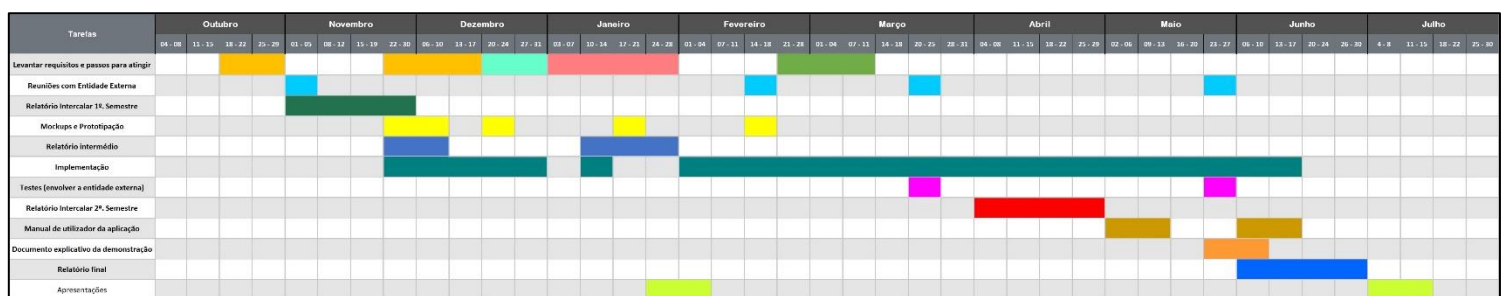 Tarefas
Outubro Novembro Dezembro Janeiro Fevereiro Março Abril Maio Junho Julho
04 - 08 11 - 15 18 - 22 25 - 29 01 - 05 08 - 12 15 - 19 22 - 30 06 - 10 13 - 17 20 - 24 27 - 31 03 - 07 10 - 14 17 - 21 24 - 28 01 - 04 07 - 11 14 - 18 21 - 28 01 - 04 07 - 11 14 - 18 20 - 25 28 - 31 04 - 08 11 - 15 18 - 22 25 - 29 02 - 06 09 - 13 16 - 20 23 - 27 06 - 10 13 - 17 20 - 24 26 - 30 4 - 8 11 - 15 18 - 22 25 - 30
Levantar requisitos e passos para atingir
Reuniões com Entidade Externa
Relatório Intercalar 1º. Semestre
Mockups e Prototipação
Relatório intermédio
Implementação
Testes (envolver a entidade externa)
Relatório Intercalar 2º. Semestre
Manual de utilizador da aplicação
Documento explicativo da demonstração
Relatório final
Apresentações